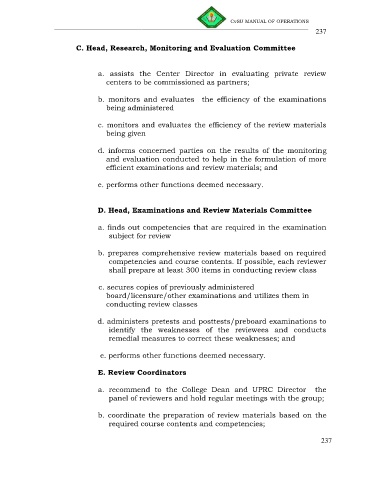 CvSU MANUAL OF OPERATIONS
237
C. Head, Research, Monitoring and Evaluation Committee
a. assists the Center Director in evaluating private review
centers to be commissioned as partners;
b. monitors and evaluates the efficiency of the examinations
being administered
c. monitors and evaluates the efficiency of the review materials
being given
d. informs concerned parties on the results of the monitoring
and evaluation conducted to help in the formulation of more
efficient examinations and review materials; and
e. performs other functions deemed necessary.
D. Head, Examinations and Review Materials Committee
a. finds out competencies that are required in the examination
subject for review
b. prepares comprehensive review materials based on required
competencies and course contents. If possible, each reviewer
shall prepare at least 300 items in conducting review class
c. secures copies of previously administered
board/licensure/other examinations and utilizes them in
conducting review classes
d. administers pretests and posttests/preboard examinations to
identify the weaknesses of the reviewers and conducts
remedial measures to correct these weaknesses; and
e. performs other functions deemed necessary.
E. Review Coordinators
a. recommend to the College Dean and UPRC Director the
panel of reviewers and hold regular meetings with the group;
b. coordinate the preparation of review materials based on the
required course contents and competencies;
237